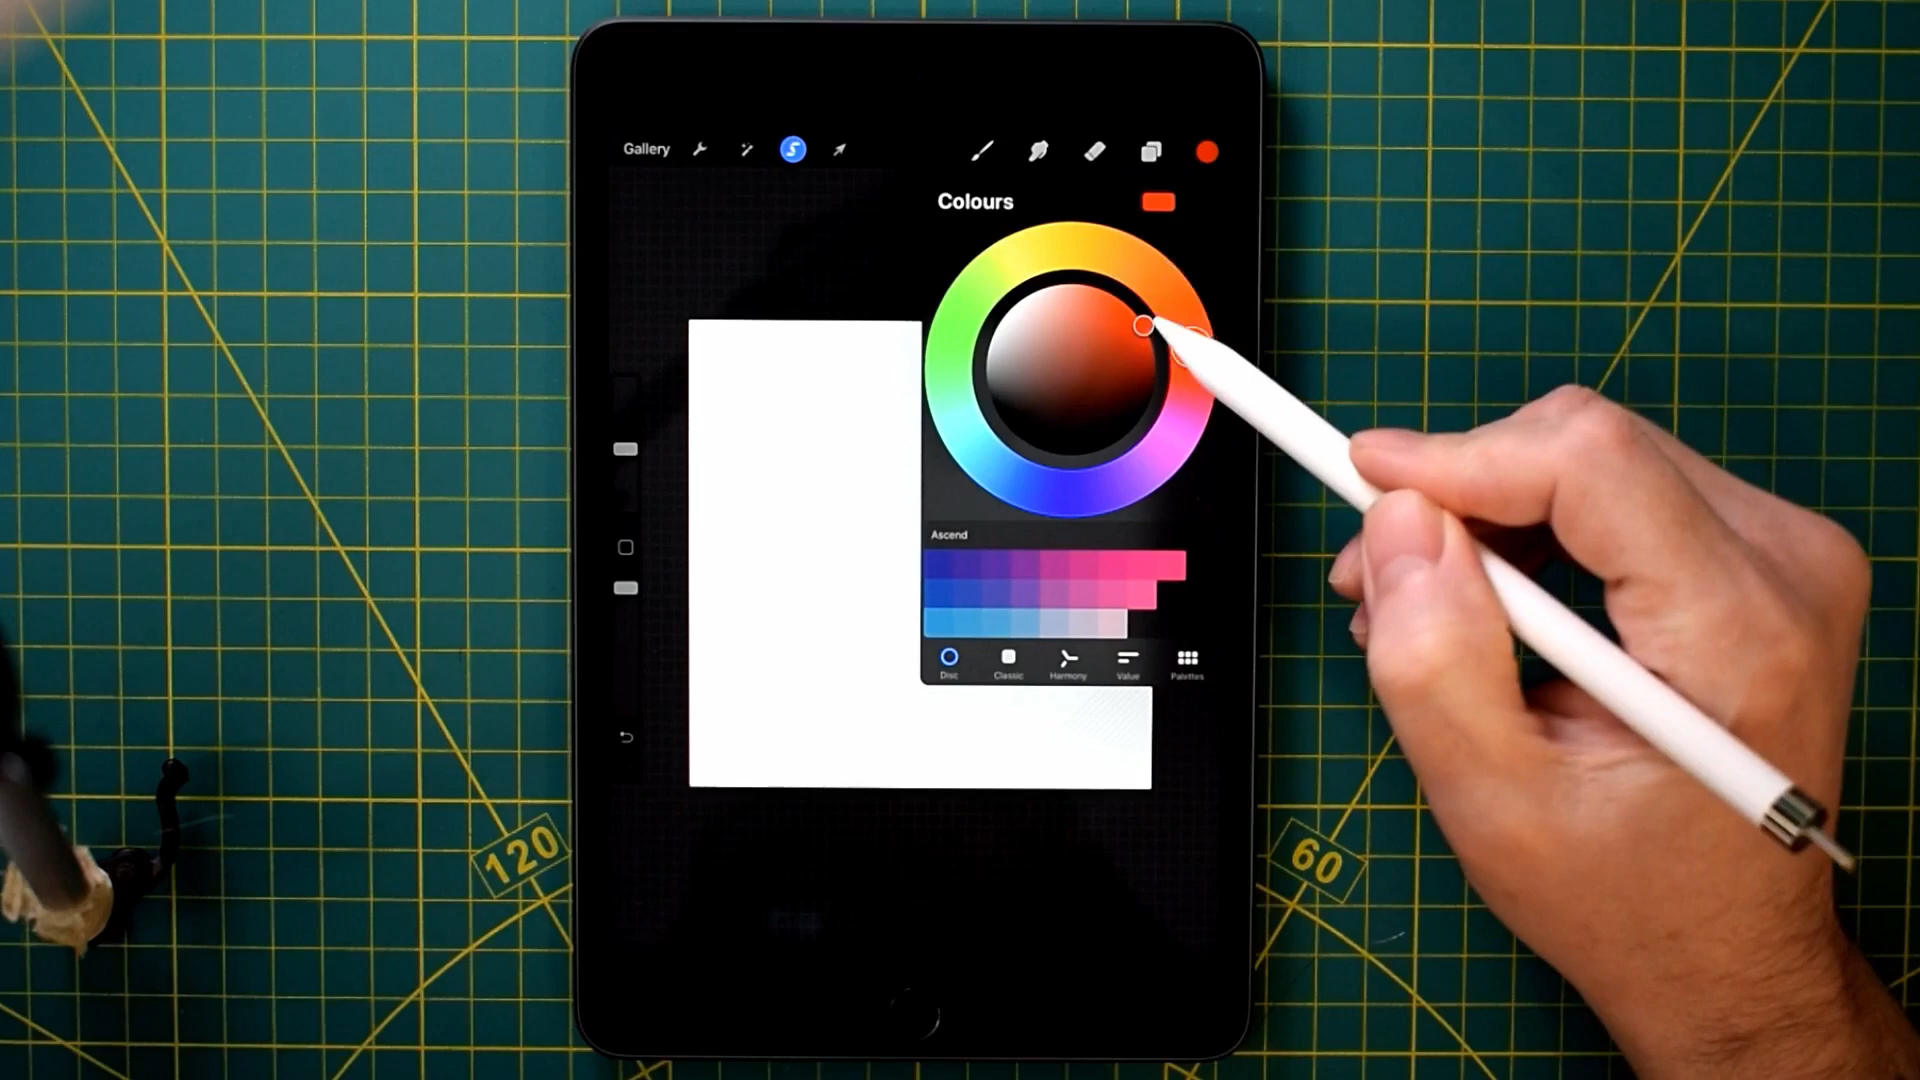 Gallery
Colours
Ascend
Disc
Classic
Harmony
Value
Palettes
120
60